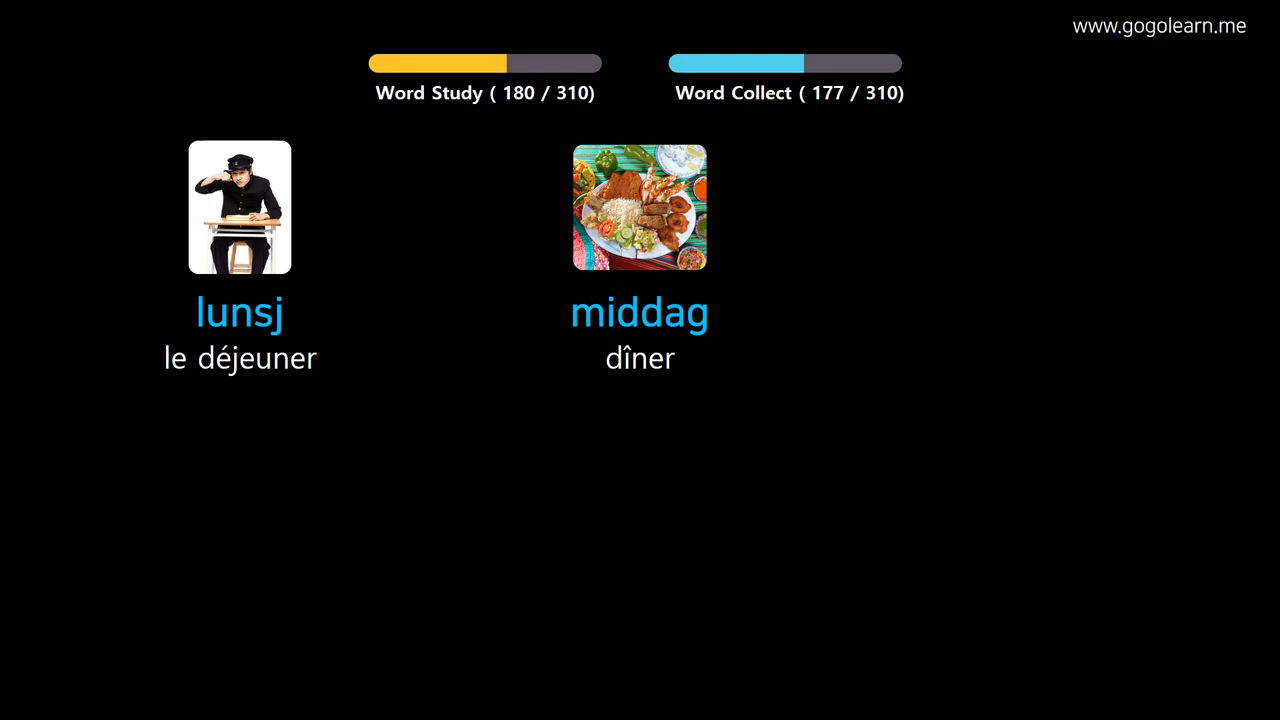 www.gogolearn.me
Word Study ( 180 / 310)
Word Collect ( 177 / 310)
lunsj
middag
le déjeuner
dîner